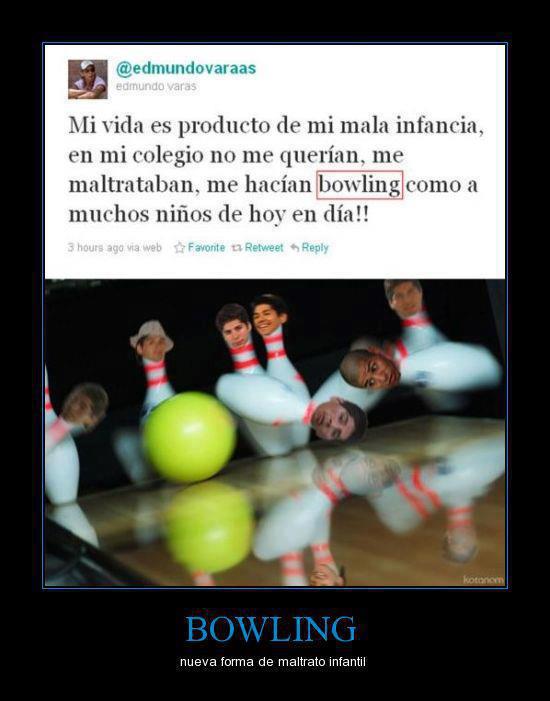 @edmundovaraas
edmundo varas
Mi vida es producto de mi mala infancia,
en mi colegio no me querían, me
maltrataban, me hacían bowling como a
muchos niños de hoy en día!!
3 hours ago via web Favorite Retweet Reply
kotonom
BOWLING
nueva forma de maltrato infantil